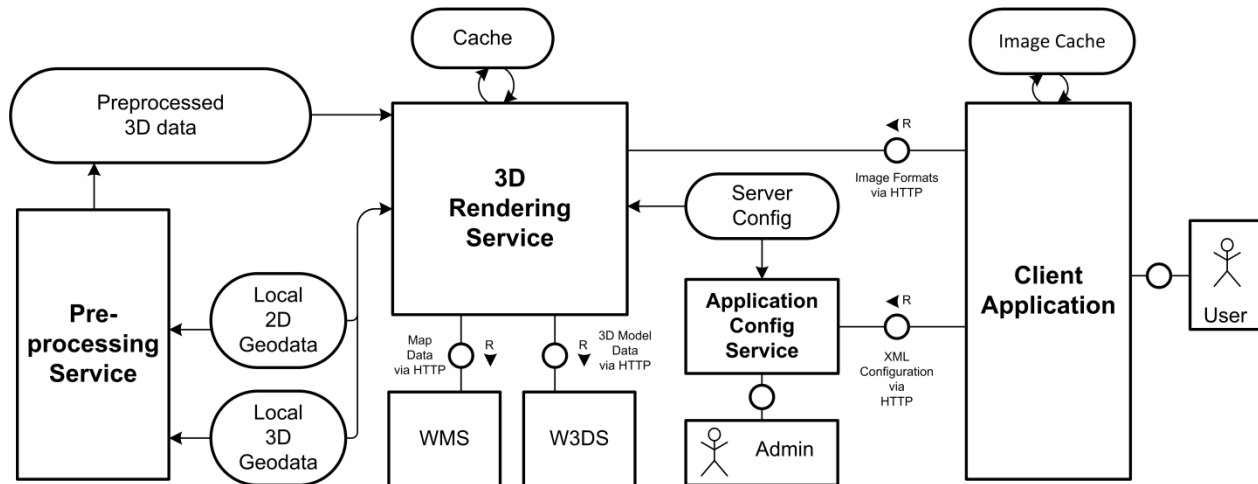 Cache
Image Cache
Preprocessed
3D data
3D
Rendering
Service
R
Image Formats
via HTTP
Server
Config
Client
Application
User
Pre-
processing
Service
Local
2D
Geodata
Local
3D
Geodata
Map
Data
via HTTP
R
R
3D Model
Data
via HTTP
Application
Config
Service
R
XML
Configuration
via
HTTP
WMS
W3DS
Admin